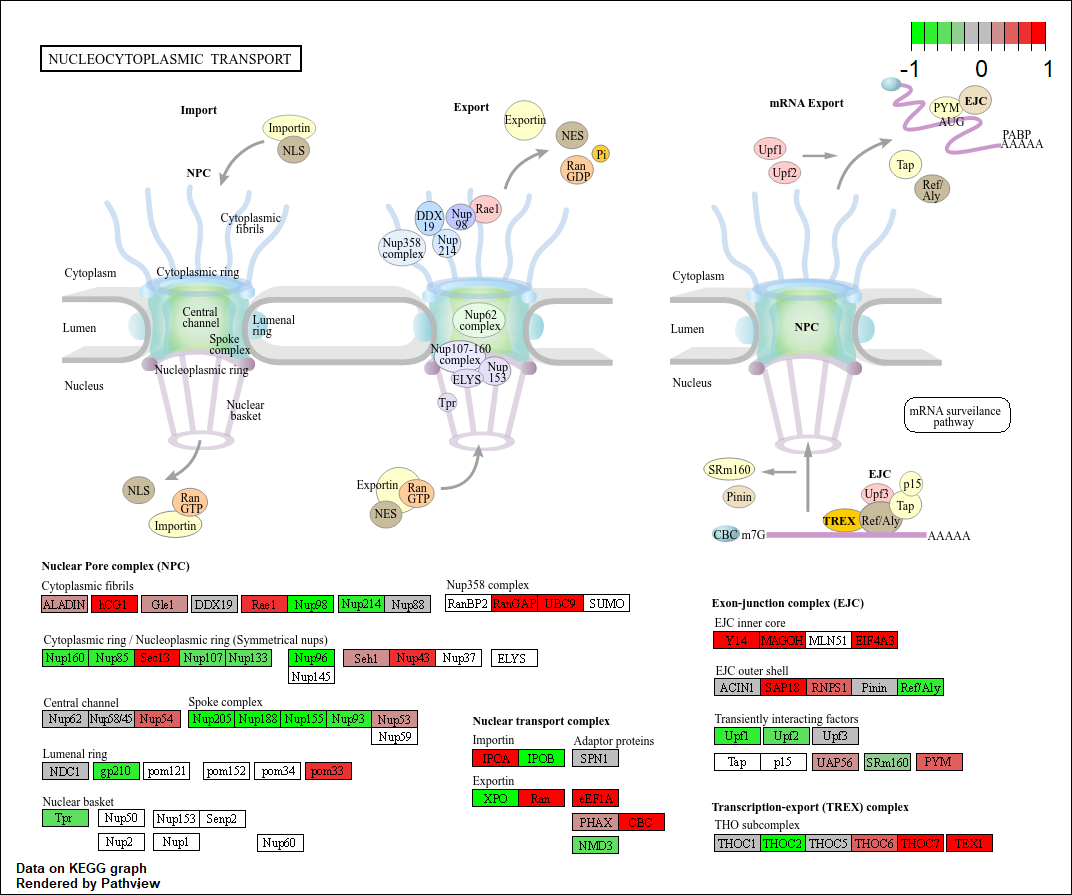 NUCLEOCYTOPLASMIC TRANSPORT
-1 0 1
Import
Importin
NLS
NPC
Cytoplasmic
fibrils
Cytoplasm
Cytoplasmic ring
Lumen
Central
channel
Lumenal
ring
Spoke
complex
Nucleoplasmic ring
Nucleus
Nuclear
basket
NLS
Ran
GTP
Importin
Export
Exportin
NES
Pi
Ran
GDP
DDX
19
Nup
98
Rae1
Nup358
complex
Nup
214
Nup62
complex
Nup107-160
complex
Nup
153
ELYS
Tpr
Exportin
Ran
GTP
NES
mRNA Export
PYM
EJC
AUG
PABP
AAAAA
Upf1
Upf2
Tap
Ref/
Aly
Cytoplasm
Lumen
NPC
Nucleus
mRNA surveilance
pathway
SRm160
Pinin
EJC
Upf3
p15
Tap
TREX
Ref/Aly
CBC m7G
AAAAA
Nuclear Pore complex (NPC)
Cytoplasmic fibrils
ALADIN hCG1 Gle1 DDX19 Rae1 Nup98 Nup214 Nup88
Nup358 complex
RanBP2 RanGAP UBC9 SUMO
Cytoplasmic ring / Nucleoplasmic ring (Symmetrical nups)
Nup160 Nup85 Sec13 Nup107 Nup133 Nup96 Seh1 Nup43 Nup37 ELYS
Nup145
Central channel
Nup62 Nup58/45 Nup54
Spoke complex
Nup205 Nup188 Nup155 Nup93 Nup53
Nup59
Lumenal ring
NDC1 gp210 pom121 pom152 pom34 pom33
Nuclear basket
Tpr Nup50 Nup153 Senp2
Nup2 Nup1 Nup60
Nuclear transport complex
Importin
IPOA IPOB
Adaptor proteins
SPN1
Exportin
XPO Ran eEF1A
PHAX CBC
NMD3
Exon-junction complex (EJC)
EJC inner core
Y14 MAGOH MLN51 EIF4A3
EJC outer shell
ACIN1 SAP18 RNPS1 Pinin Ref/Aly
Transiently interacting factors
Upf1 Upf2 Upf3
Tap p15 UAP56 SRm160 PYM
Transcription-export (TREX) complex
THO subcomplex
THOC1 THOC2 THOC5 THOC6 THOC7 TEX1
Data on KEGG graph
Rendered by Pathview